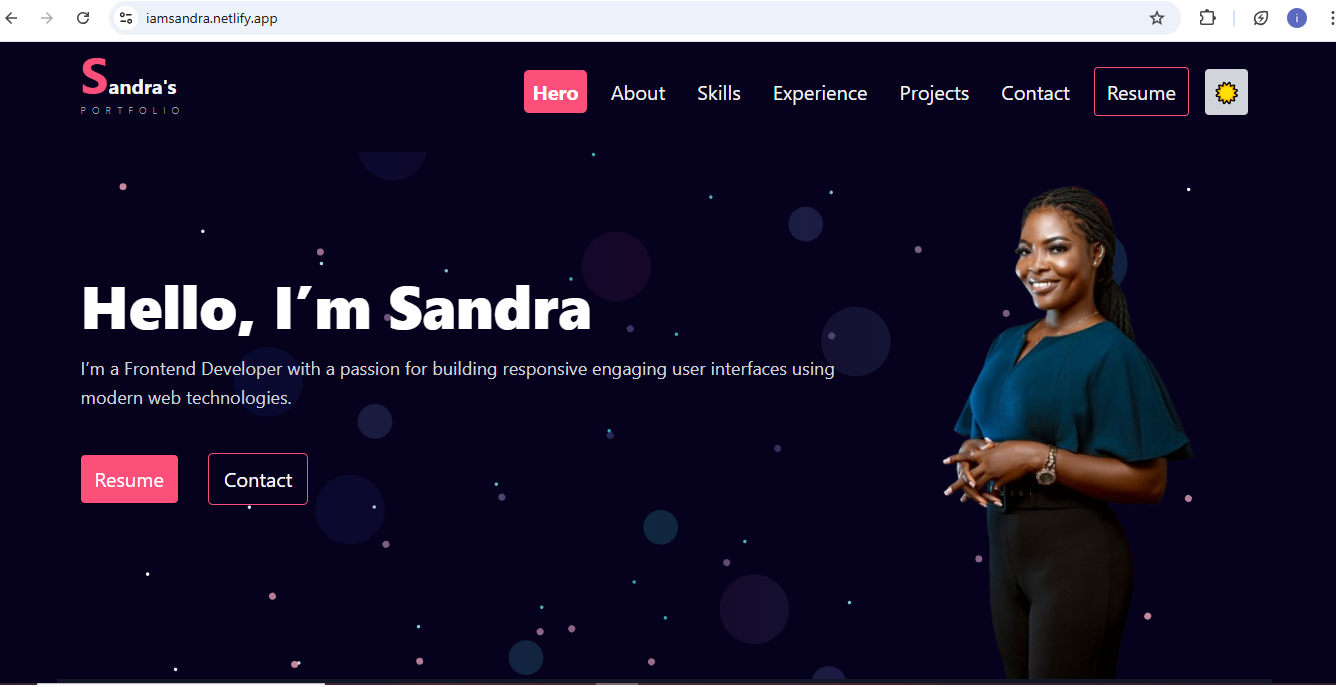 iamsandra.netlify.app
i
Sandra's
PORTFOLIO
Hero
About
Skills
Experience
Projects
Contact
Resume
Hello, I’m Sandra
I’m a Frontend Developer with a passion for building responsive engaging user interfaces using
modern web technologies.
Resume
Contact